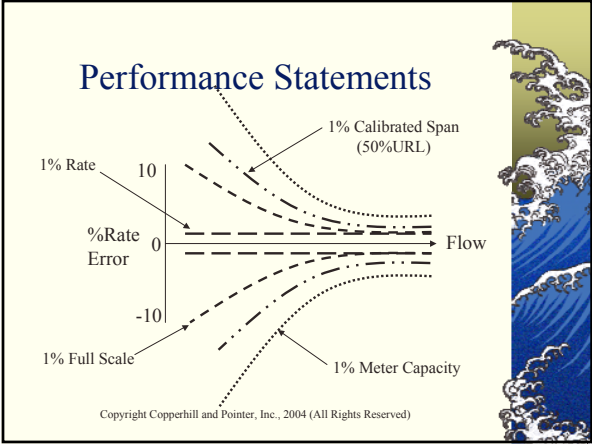 Performance Statements
1% Calibrated Span
(50%URL)
1% Rate
10
%Rate
Error
0
Flow
-10
1% Full Scale
1% Meter Capacity
Copyright Copperhill and Pointer, Inc., 2004 (All Rights Reserved)